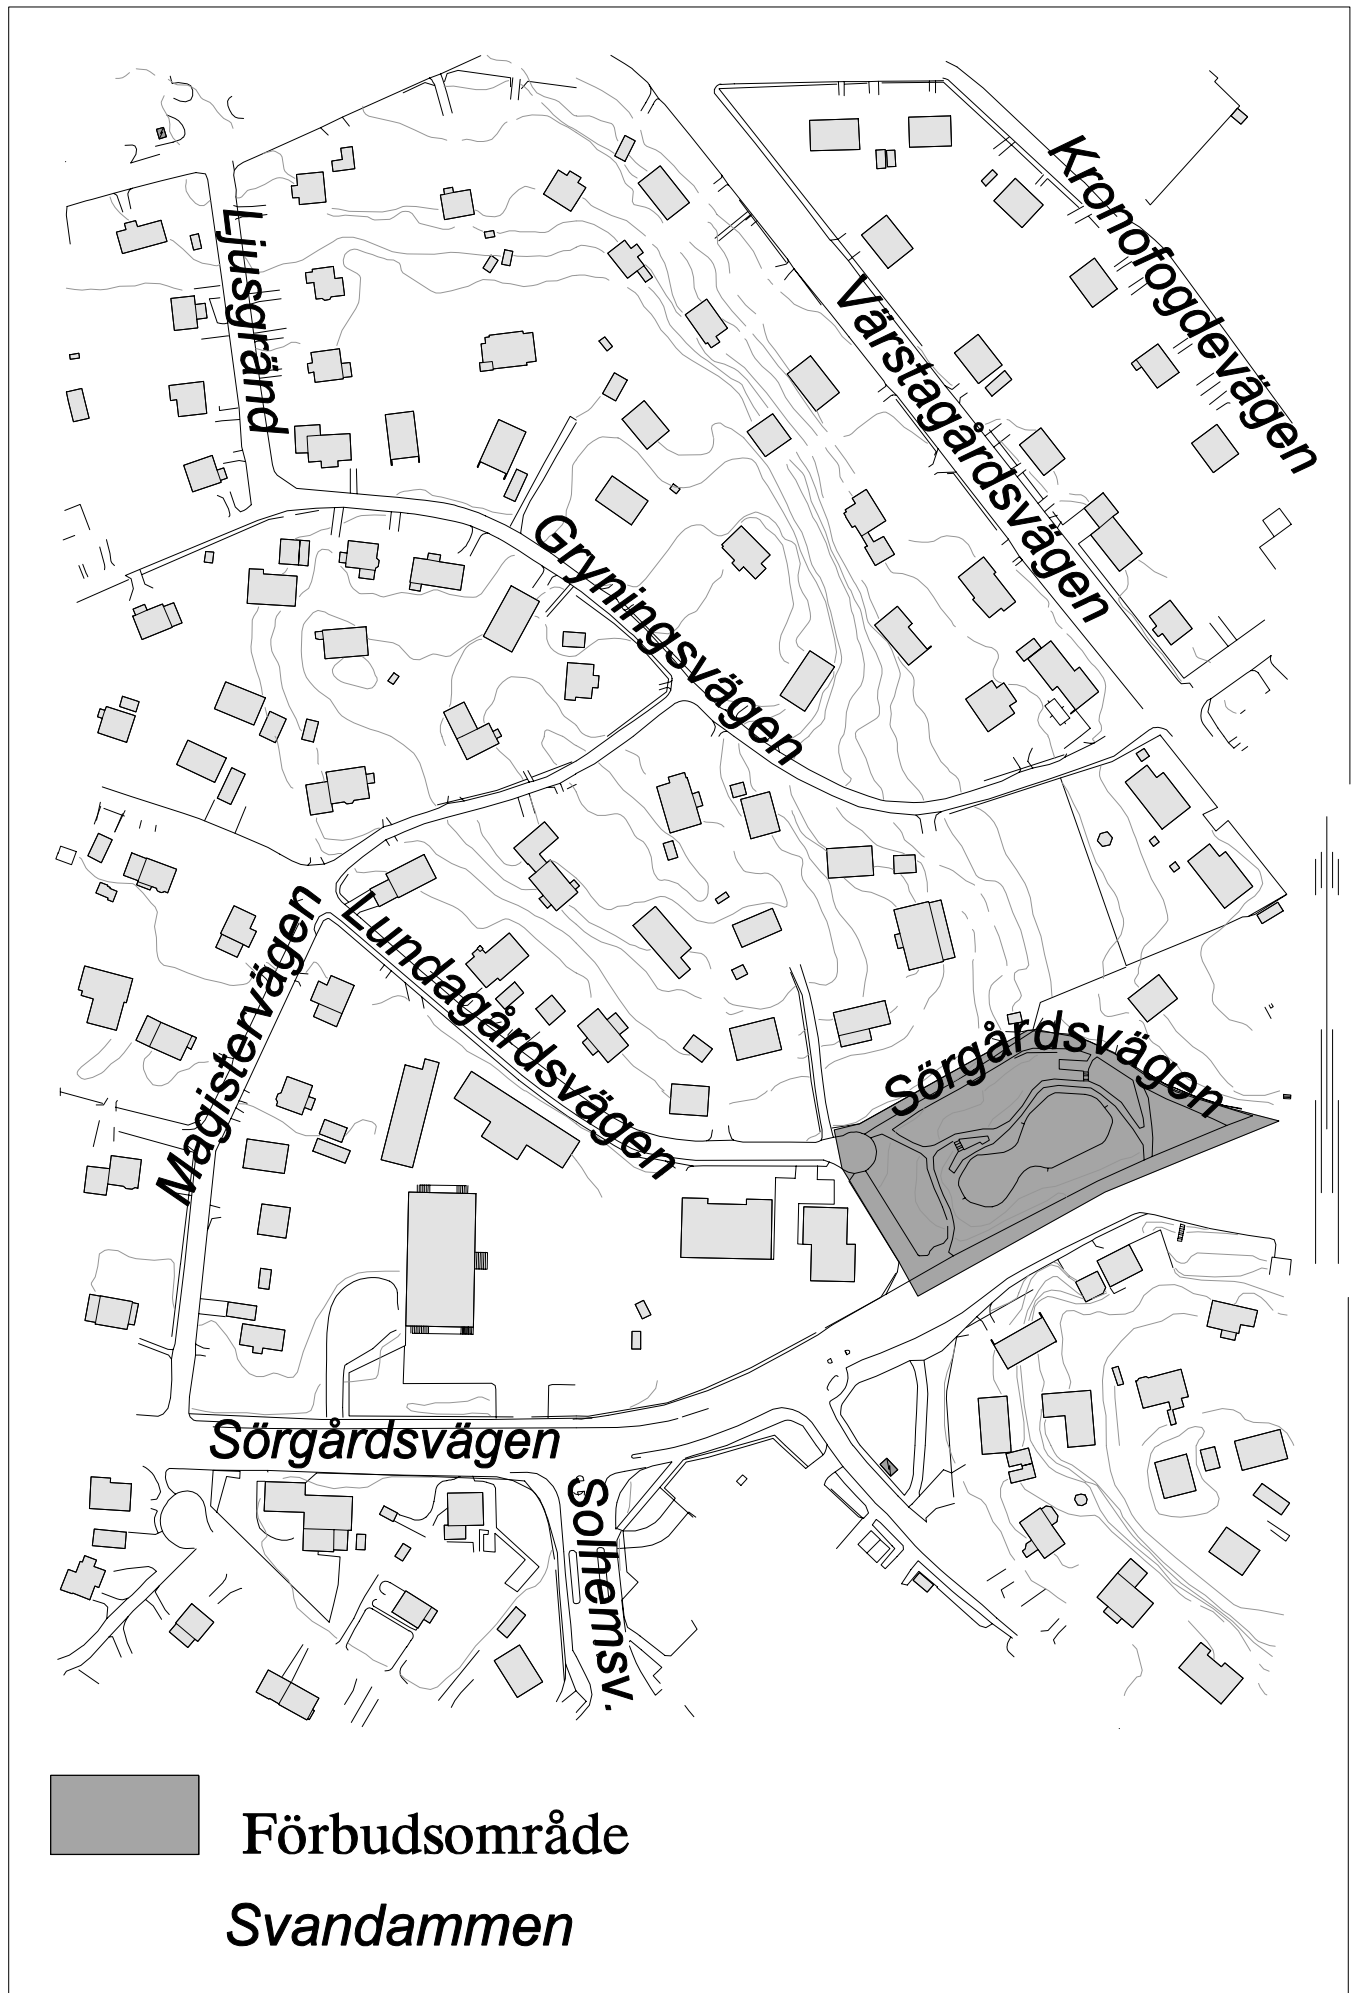 Kronofogdevägen
Ljusgränd
Värstagårdsvägen
Gryningsvägen
Magistervägen
Lundagårdsvägen
Sörgårdsvägen
Sörgårdsvägen
Solhemsv.
Förbudsområde
Svandammen